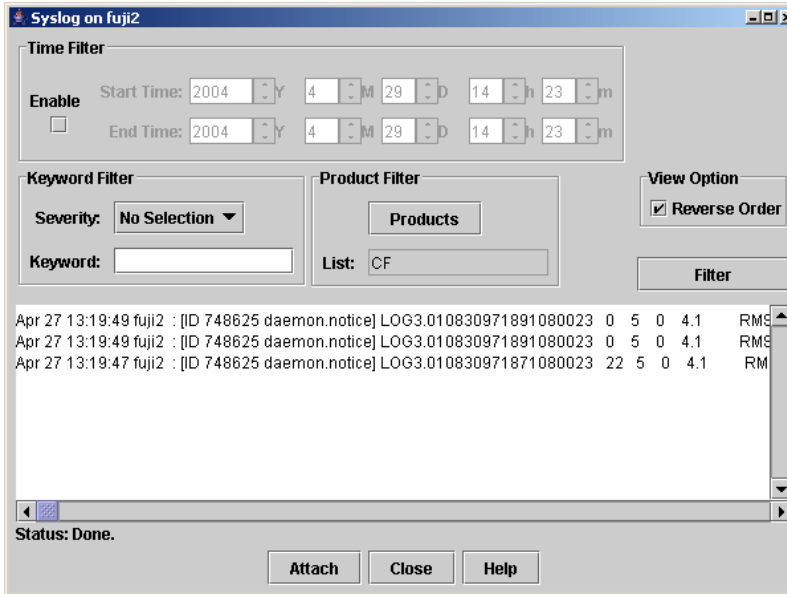 Syslog on fuji2
Time Filter
Enable
Start Time: 2004 Y 4 M 29 D 14 h 23 m
End Time: 2004 Y 4 M 29 D 14 h 23 m
Keyword Filter
Severity: No Selection
Keyword:
Product Filter
Products
List: CF
View Option
Reverse Order
Filter
Apr 27 13:19:49 fuji2 : [ID 748625 daemon.notice] LOG3.010830971891080023 0 5 0 4.1 RMS
Apr 27 13:19:49 fuji2 : [ID 748625 daemon.notice] LOG3.010830971891080023 0 5 0 4.1 RMS
Apr 27 13:19:47 fuji2 : [ID 748625 daemon.notice] LOG3.010830971871080023 22 5 0 4.1 RM
Status: Done.
Attach Close Help